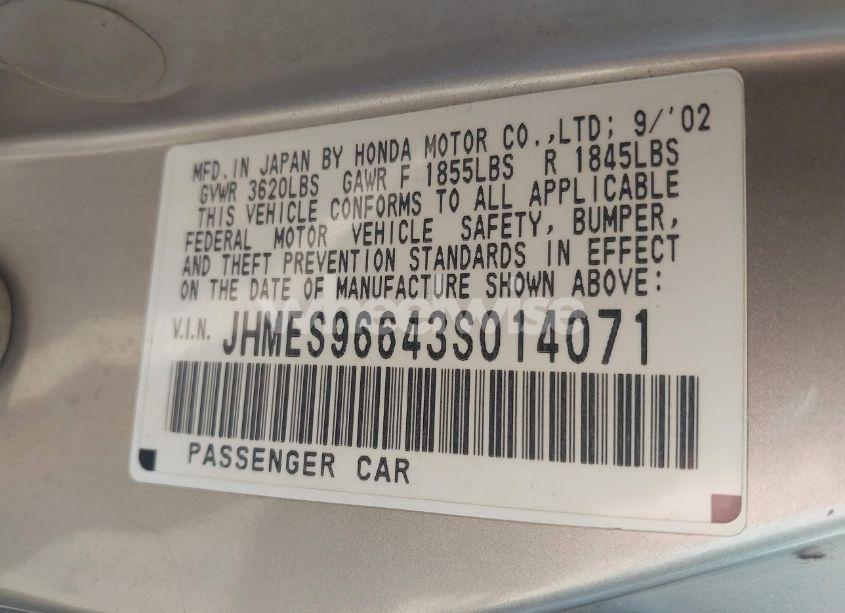 MFD. IN JAPAN BY HONDA MOTOR CO.,LTD; 9/'02
GVWR 3620LBS GAWR F 1855LBS R 1845LBS
THIS VEHICLE CONFORMS TO ALL APPLICABLE
FEDERAL MOTOR VEHICLE SAFETY, BUMPER,
AND THEFT PREVENTION STANDARDS IN EFFECT
ON THE DATE OF MANUFACTURE SHOWN ABOVE:
wheelwise
V.I.N. JHMES96643S014071
PASSENGER CAR